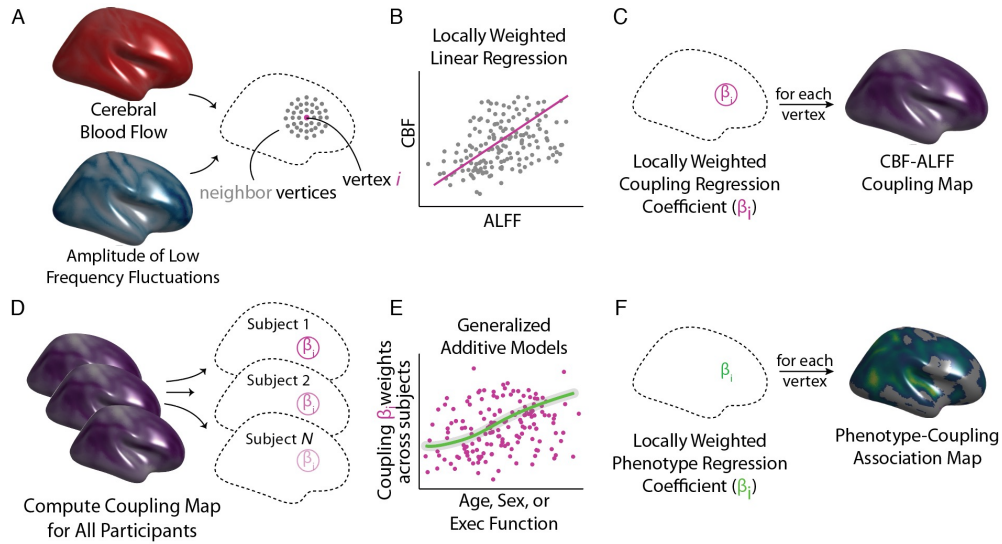 A
Cerebral
Blood Flow
Amplitude of Low
Frequency Fluctuations
neighbor vertices
vertex i
B
Locally Weighted
Linear Regression
CBF
ALFF
C
βi
for each
vertex
Locally Weighted
Coupling Regression
Coefficient (βi)
CBF-ALFF
Coupling Map
D
Compute Coupling Map
for All Participants
Subject 1
βi
Subject 2
βi
Subject N
βi
E
Generalized
Additive Models
Coupling βi weights
across subjects
Age, Sex, or
Exec Function
F
βi
for each
vertex
Locally Weighted
Phenotype Regression
Coefficient (βi)
Phenotype-Coupling
Association Map